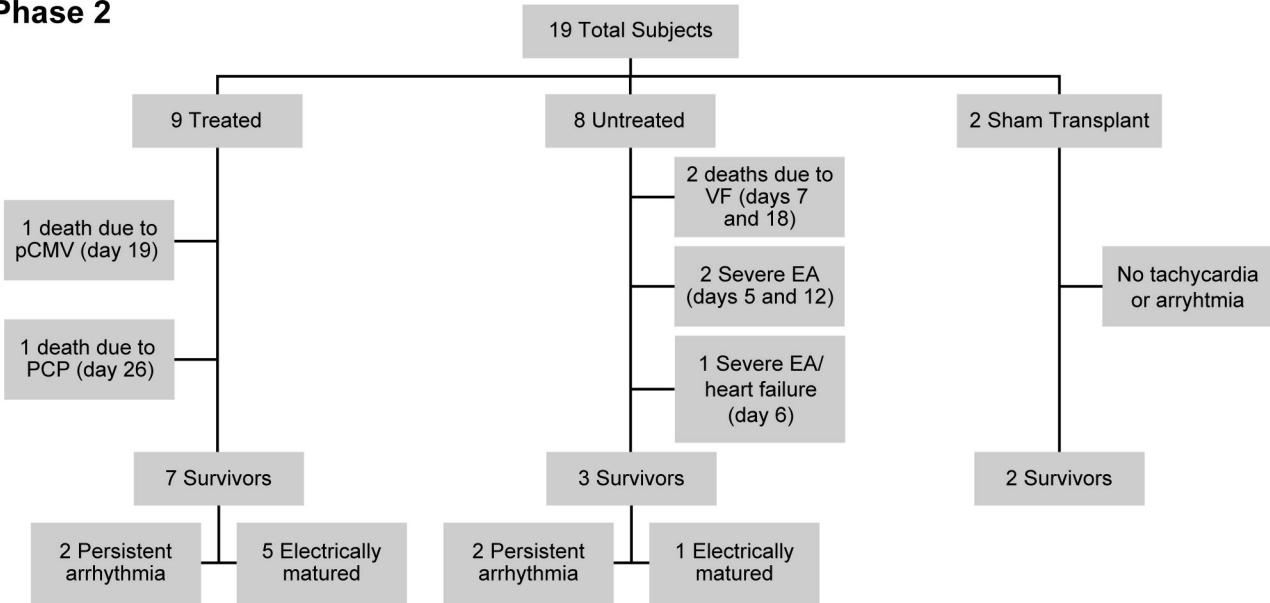 Phase 2
19 Total Subjects
9 Treated
8 Untreated
2 Sham Transplant
1 death due to
pCMV (day 19)
1 death due to
PCP (day 26)
2 deaths due to
VF (days 7
and 18)
2 Severe EA
(days 5 and 12)
1 Severe EA/
heart failure
(day 6)
No tachycardia
or arryhtmia
7 Survivors
3 Survivors
2 Survivors
2 Persistent
arrhythmia
5 Electrically
matured
2 Persistent
arrhythmia
1 Electrically
matured